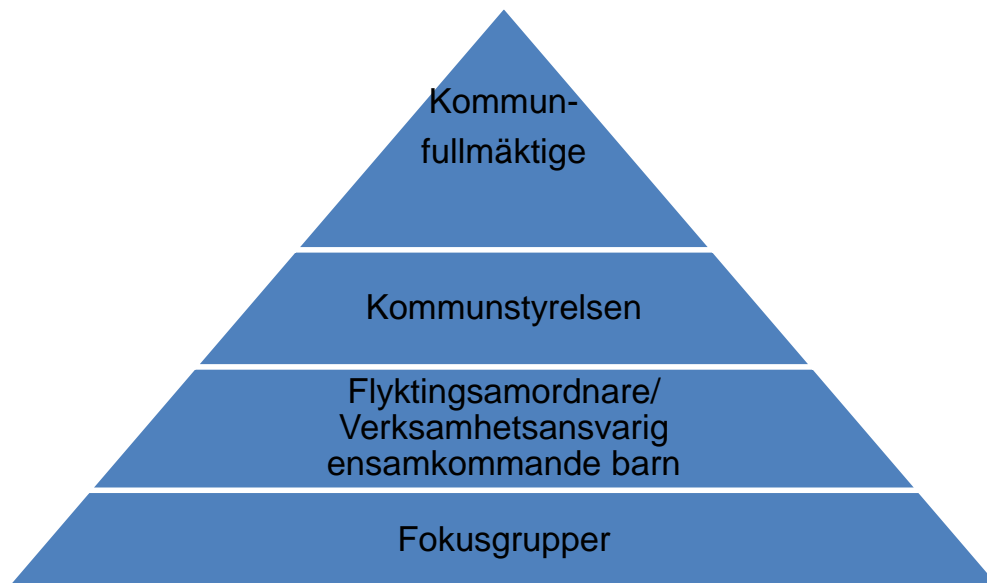 Kommun-
fullmäktige
Kommunstyrelsen
Flyktingsamordnare/
Verksamhetsansvarig
ensamkommande barn
Fokusgrupper